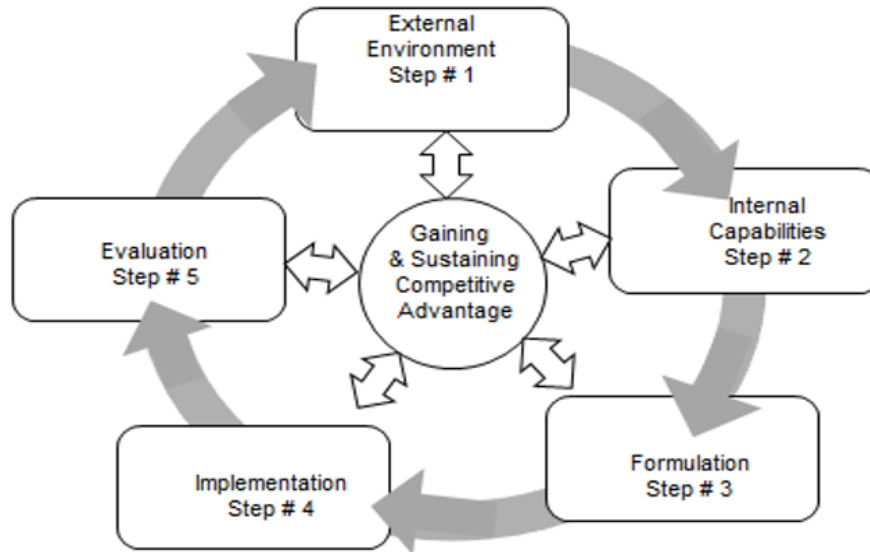 External
Environment
Step # 1
Internal
Capabilities
Step # 2
Formulation
Step # 3
Implementation
Step # 4
Evaluation
Step # 5
Gaining
& Sustaining
Competitive
Advantage